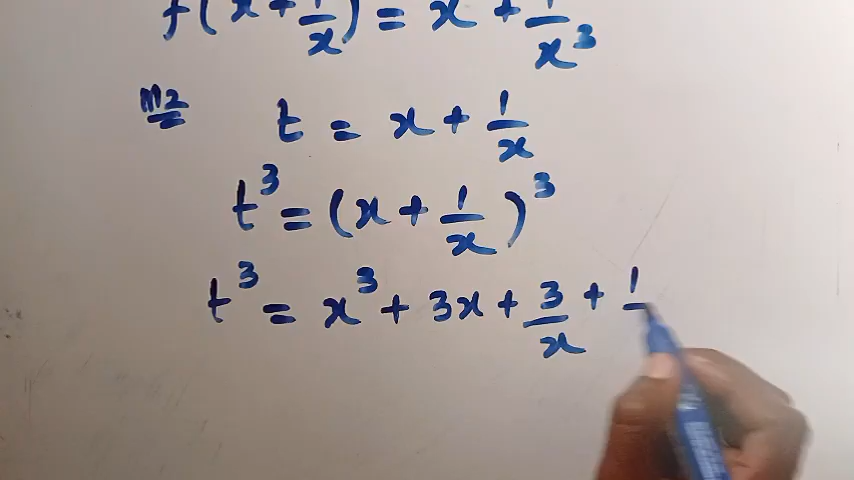 f(x + 1/x) = x + 1/x³
M2 t = x + 1/x
t³ = (x + 1/x)³
t³ = x³ + 3x + 3/x + 1/